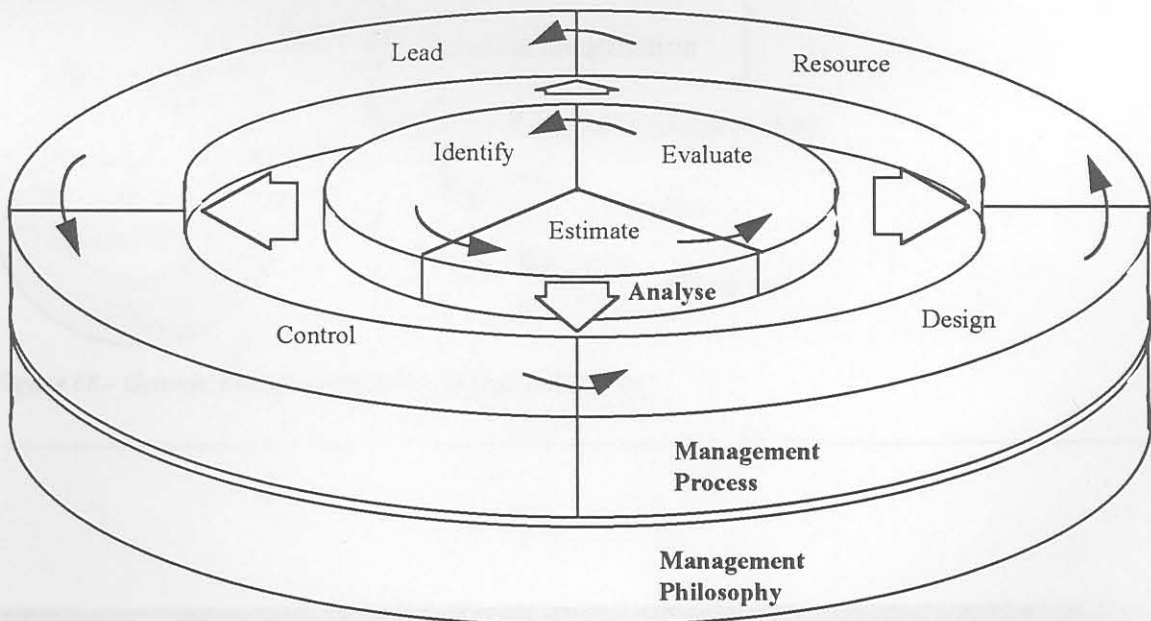 Lead
Resource
Identify
Evaluate
Estimate
Analyse
Control
Design
Management
Process
Management
Philosophy